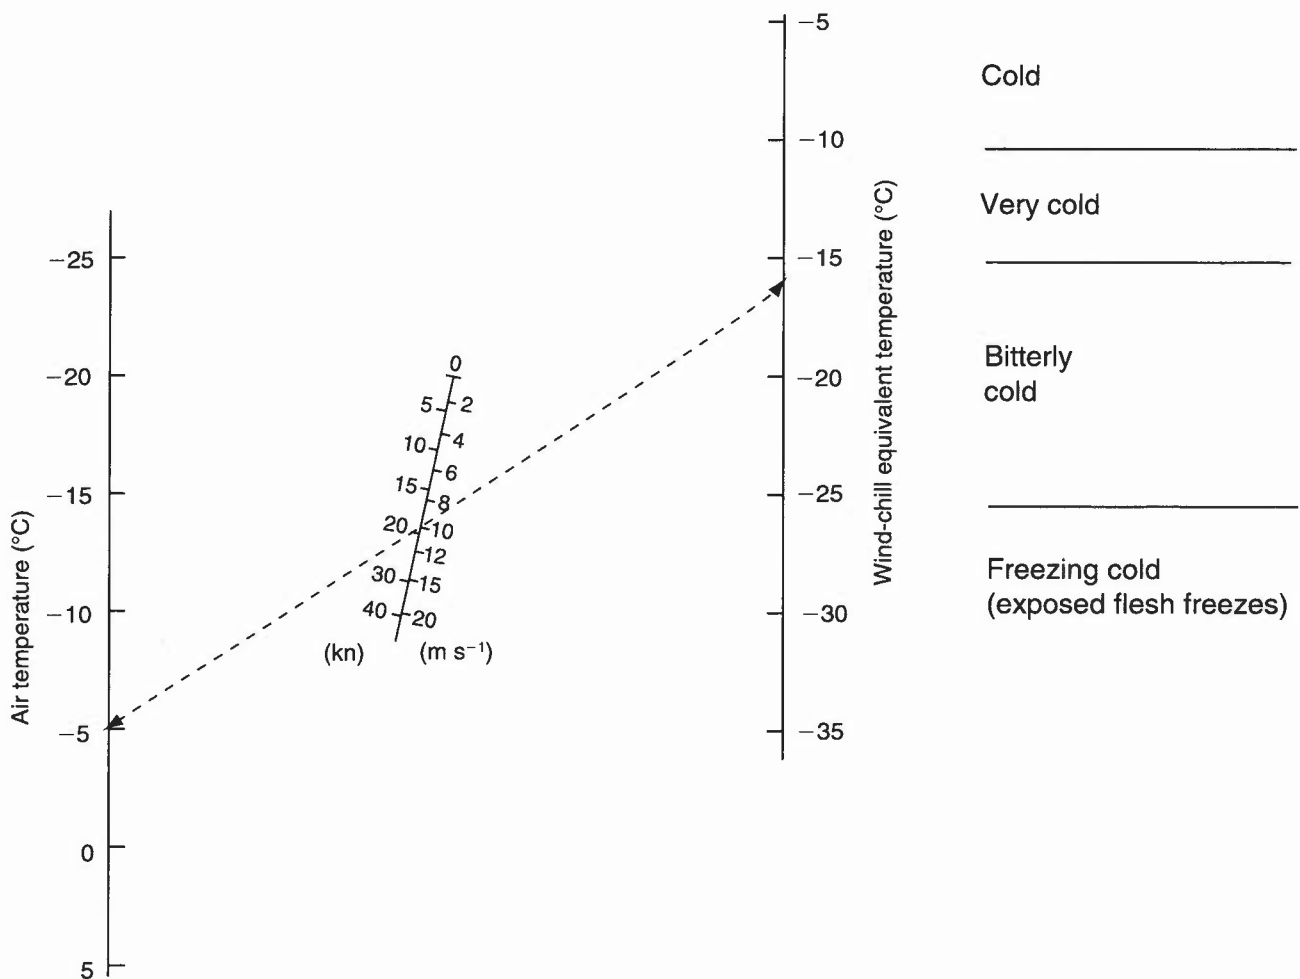 Air temperature (°C)
−25
−20
−15
−10
−5
0
5
0
5 2
10 4
15 6
20 8
30 10
40 12
15
20
(kn) (m s⁻¹)
−5
−10
−15
−20
−25
−30
−35
Wind-chill equivalent temperature (°C)
Cold
Very cold
Bitterly
cold
Freezing cold
(exposed flesh freezes)